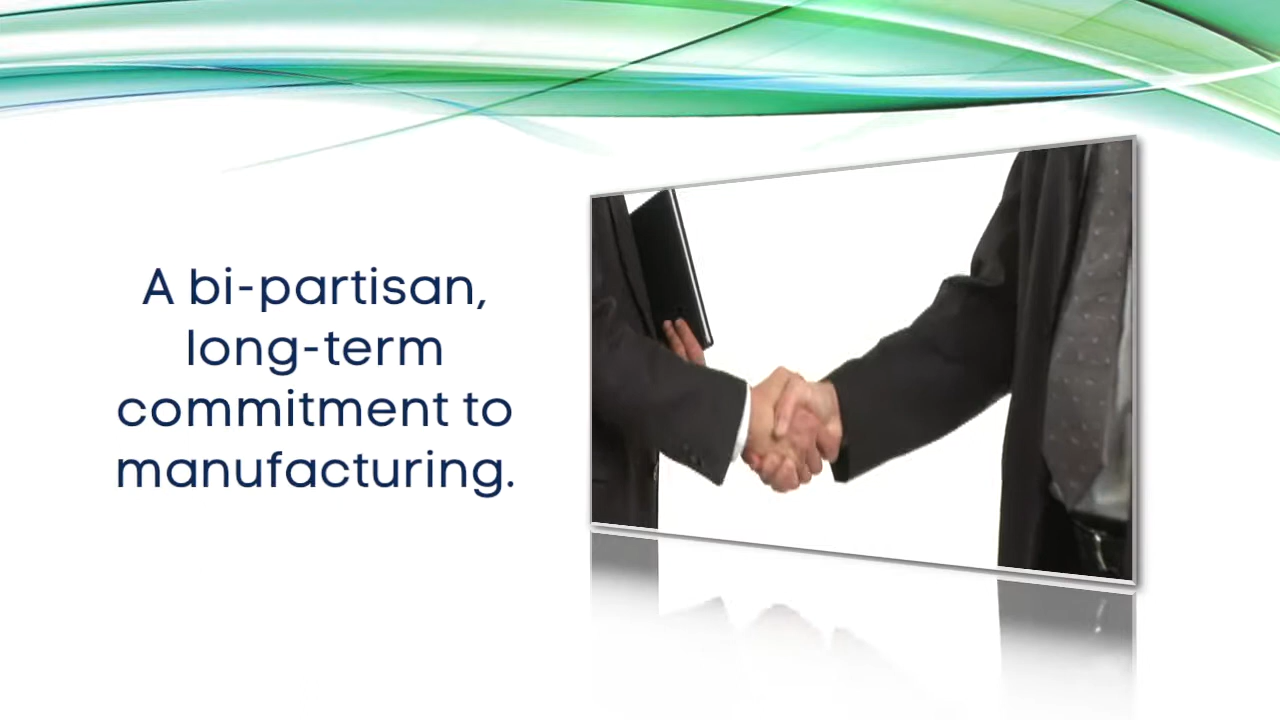 A bi-partisan,
long-term
commitment to
manufacturing.